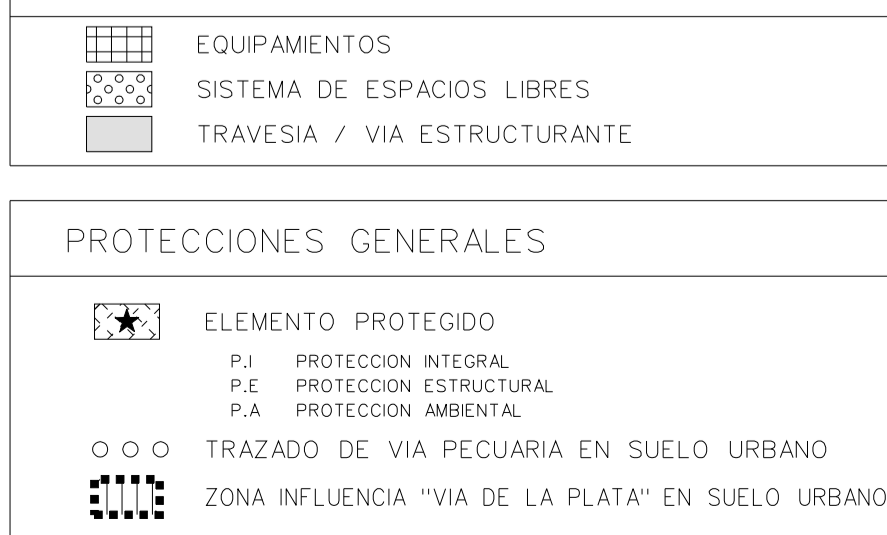 EQUIPAMIENTOS
SISTEMA DE ESPACIOS LIBRES
TRAVESIA / VIA ESTRUCTURANTE
PROTECCIONES GENERALES
ELEMENTO PROTEGIDO
P.I PROTECCION INTEGRAL
P.E PROTECCION ESTRUCTURAL
P.A PROTECCION AMBIENTAL
TRAZADO DE VIA PECUARIA EN SUELO URBANO
ZONA INFLUENCIA "VIA DE LA PLATA" EN SUELO URBANO